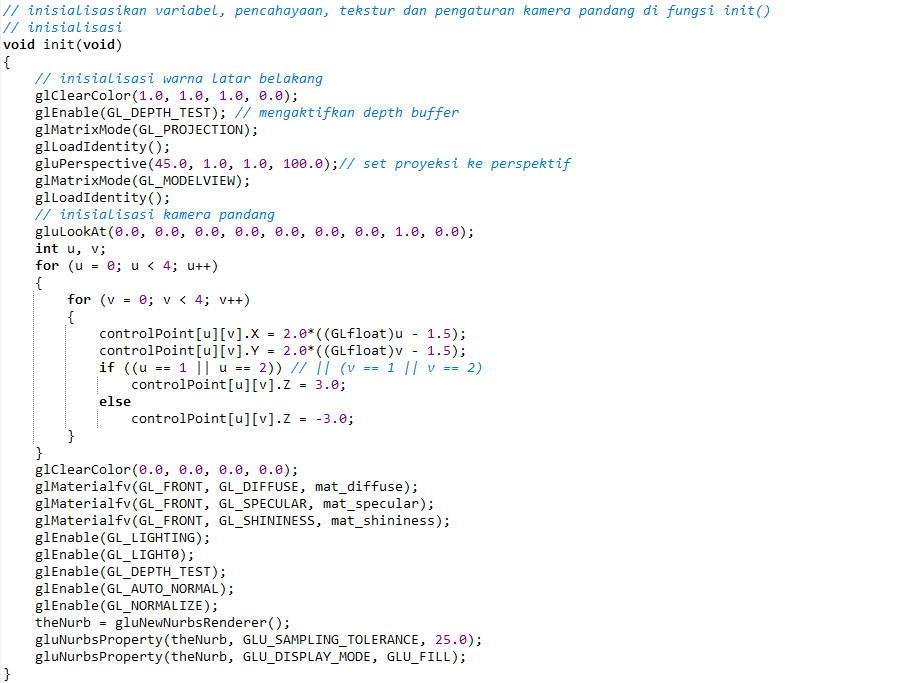 // inisialisasikan variabel, pencahayaan, tekstur dan pengaturan kamera pandang di fungsi init()
// inisialisasi
void init(void)
{
    // inisialisasi warna latar belakang
    glClearColor(1.0, 1.0, 1.0, 0.0);
    glEnable(GL_DEPTH_TEST); // mengaktifkan depth buffer
    glMatrixMode(GL_PROJECTION);
    glLoadIdentity();
    gluPerspective(45.0, 1.0, 1.0, 100.0);// set proyeksi ke perspektif
    glMatrixMode(GL_MODELVIEW);
    glLoadIdentity();
    // inisialisasi kamera pandang
    gluLookAt(0.0, 0.0, 0.0, 0.0, 0.0, 0.0, 0.0, 1.0, 0.0);
    int u, v;
    for (u = 0; u < 4; u++)
    {
        for (v = 0; v < 4; v++)
        {
            controlPoint[u][v].X = 2.0*((GLfloat)u - 1.5);
            controlPoint[u][v].Y = 2.0*((GLfloat)v - 1.5);
            if ((u == 1 || u == 2)) // || (v == 1 || v == 2)
                controlPoint[u][v].Z = 3.0;
            else
                controlPoint[u][v].Z = -3.0;
        }
    }
    glClearColor(0.0, 0.0, 0.0, 0.0);
    glMaterialfv(GL_FRONT, GL_DIFFUSE, mat_diffuse);
    glMaterialfv(GL_FRONT, GL_SPECULAR, mat_specular);
    glMaterialfv(GL_FRONT, GL_SHININESS, mat_shininess);
    glEnable(GL_LIGHTING);
    glEnable(GL_LIGHT0);
    glEnable(GL_DEPTH_TEST);
    glEnable(GL_AUTO_NORMAL);
    glEnable(GL_NORMALIZE);
    theNurb = gluNewNurbsRenderer();
    gluNurbsProperty(theNurb, GLU_SAMPLING_TOLERANCE, 25.0);
    gluNurbsProperty(theNurb, GLU_DISPLAY_MODE, GLU_FILL);
}